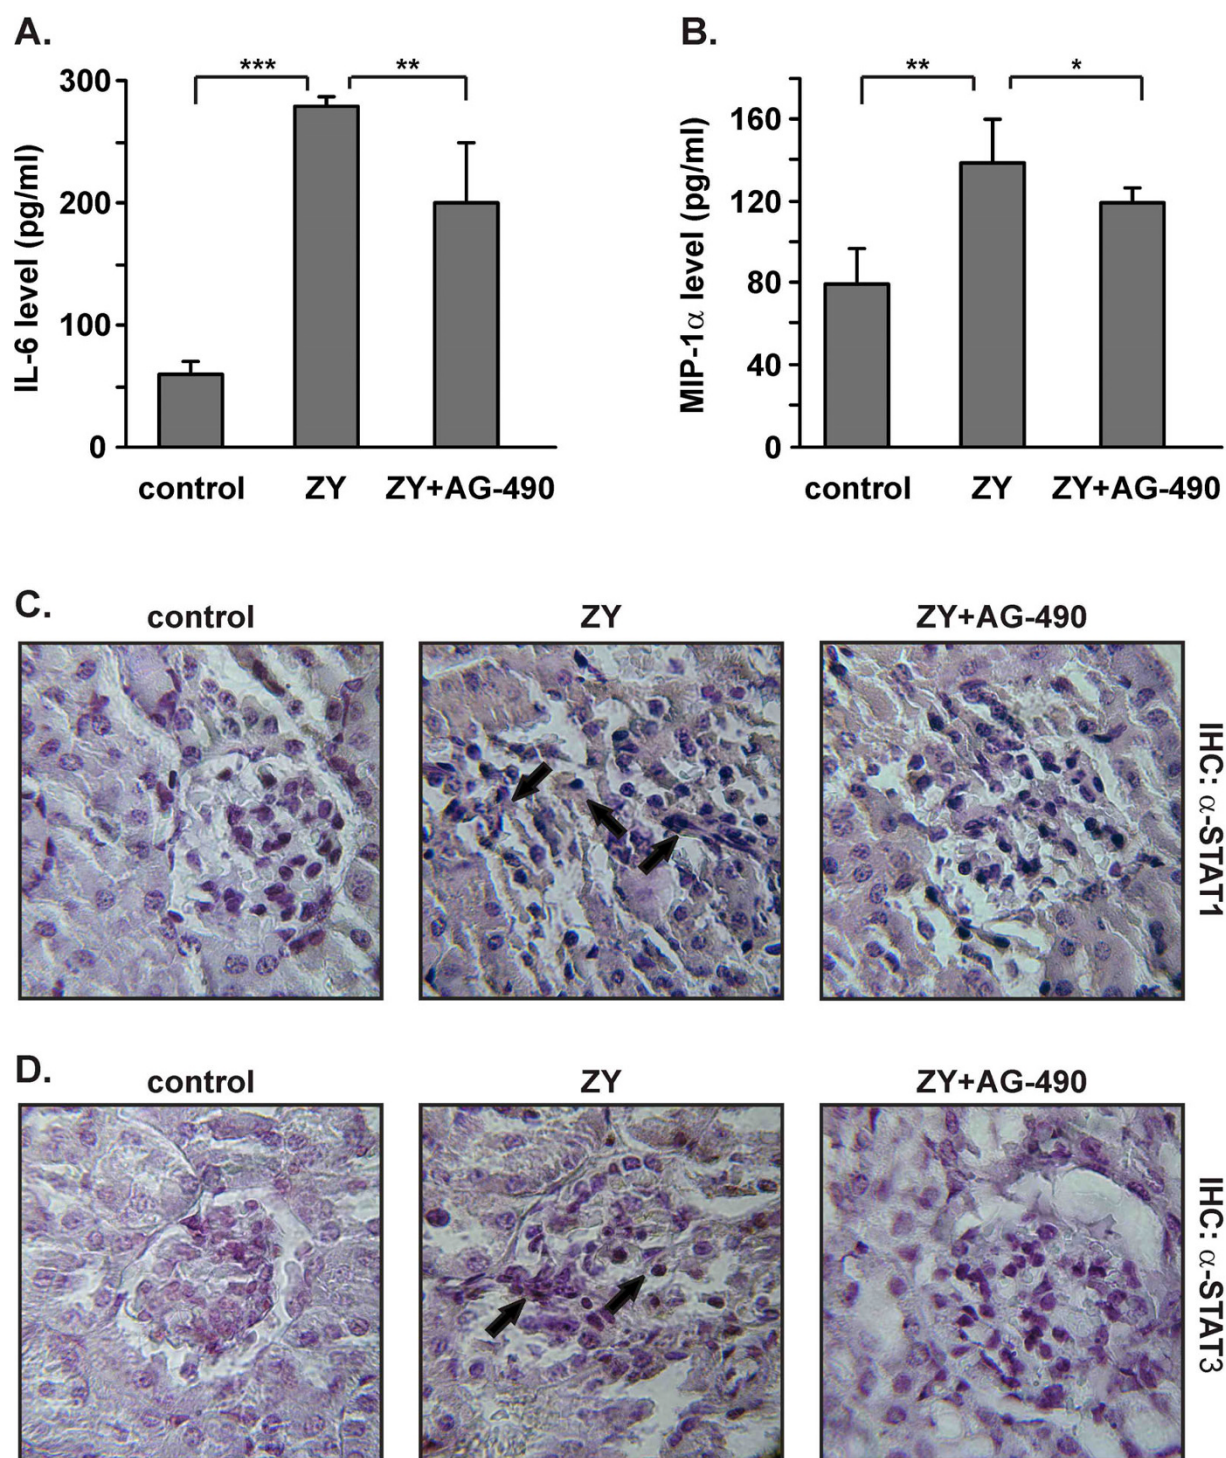 A.
IL-6 level (pg/ml)
300
200
100
0
***
**
control ZY ZY+AG-490
B.
MIP-1α level (pg/ml)
160
120
80
40
0
**
*
control ZY ZY+AG-490
C.
control ZY ZY+AG-490
IHC: α-STAT1
D.
control ZY ZY+AG-490
IHC: α-STAT3